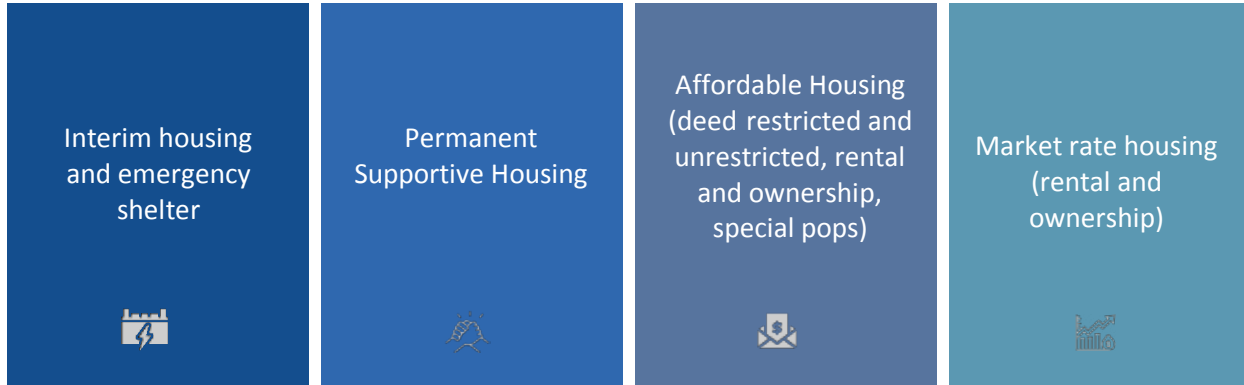 Interim housing
and emergency
shelter
Permanent
Supportive Housing
Affordable Housing
(deed restricted and
unrestricted, rental
and ownership,
special pops)
Market rate housing
(rental and
ownership)
$